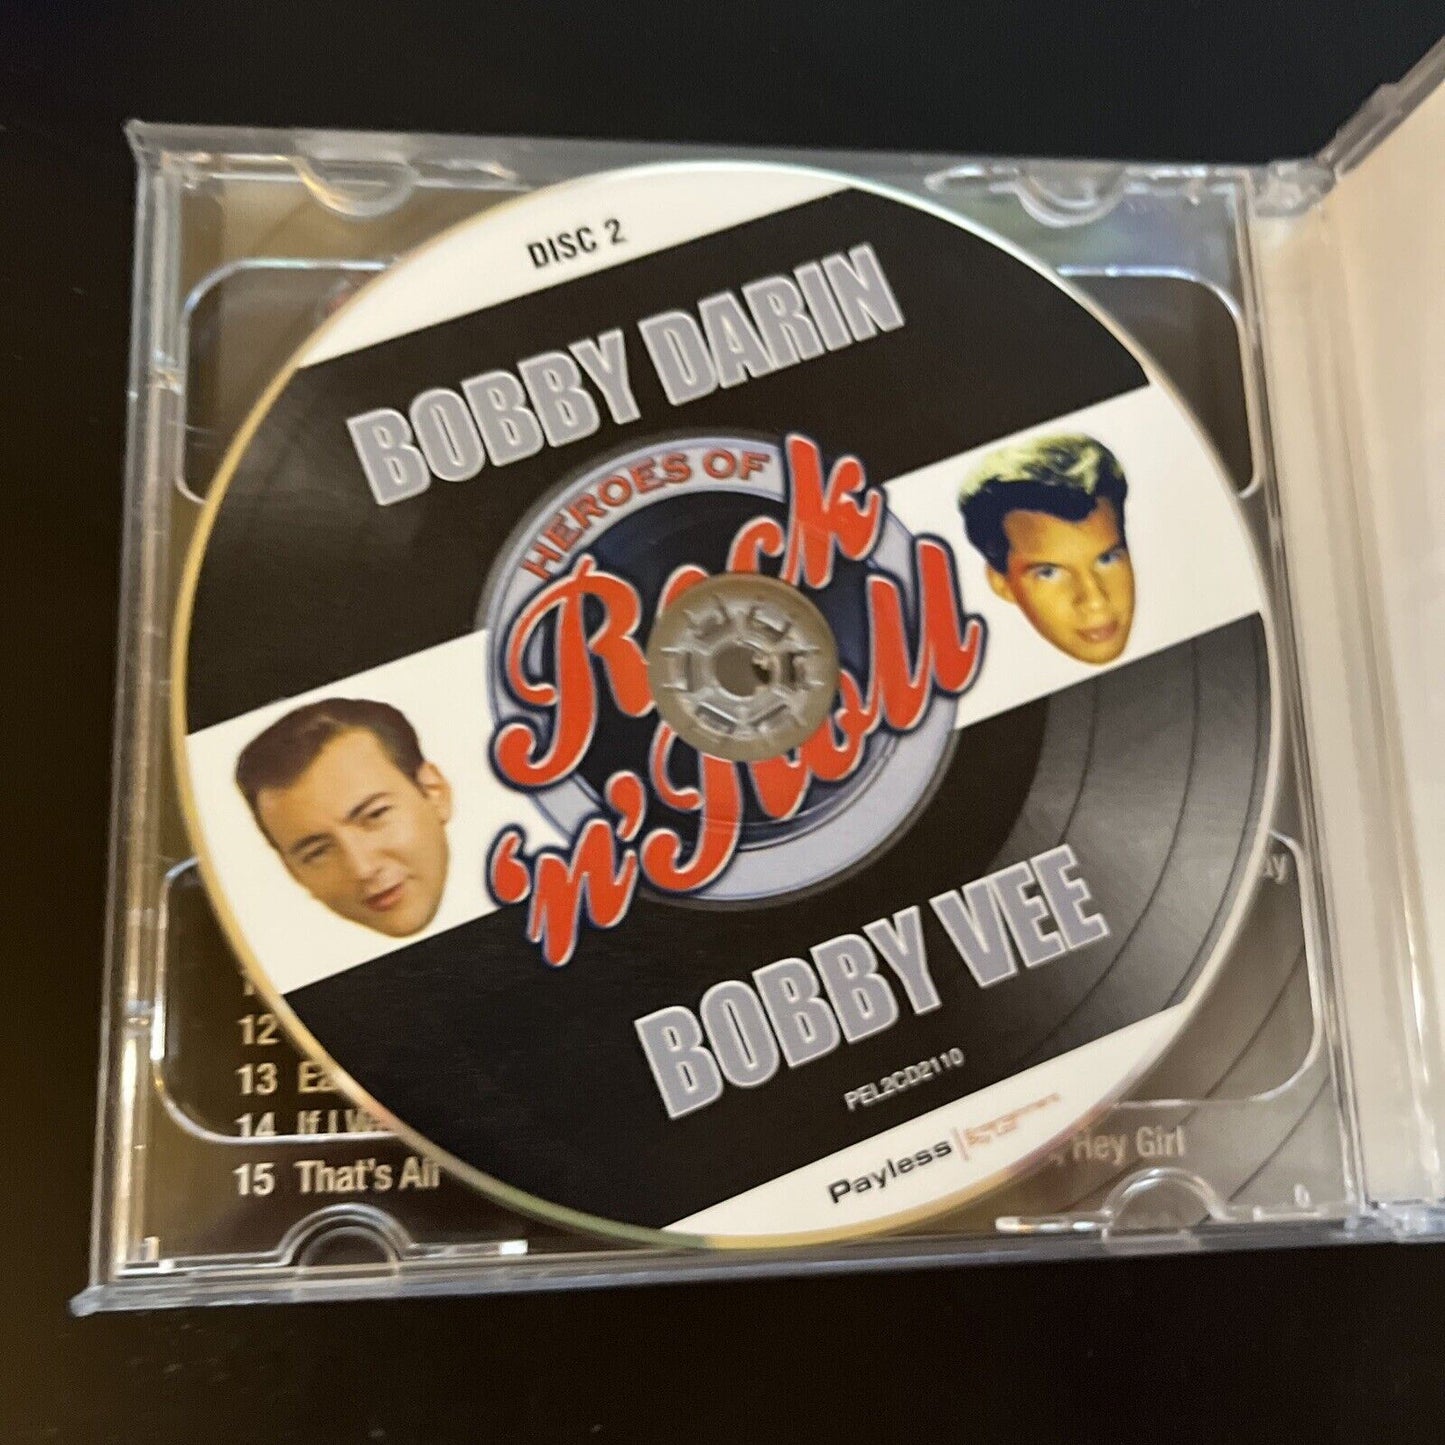 DISC 2
BOBBY DARIN
HEROES OF
Rock
'n' Roll
BOBBY VEE
PEL2CD2110
Payless
12
13
14 If I
15 That's All
Hey Girl